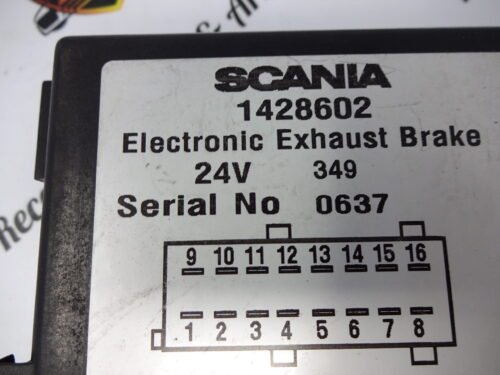 SCANIA
1428602
Electronic Exhaust Brake
24V 349
Serial No 0637
9 10 11 12 13 14 15 16
1 2 3 4 5 6 7 8